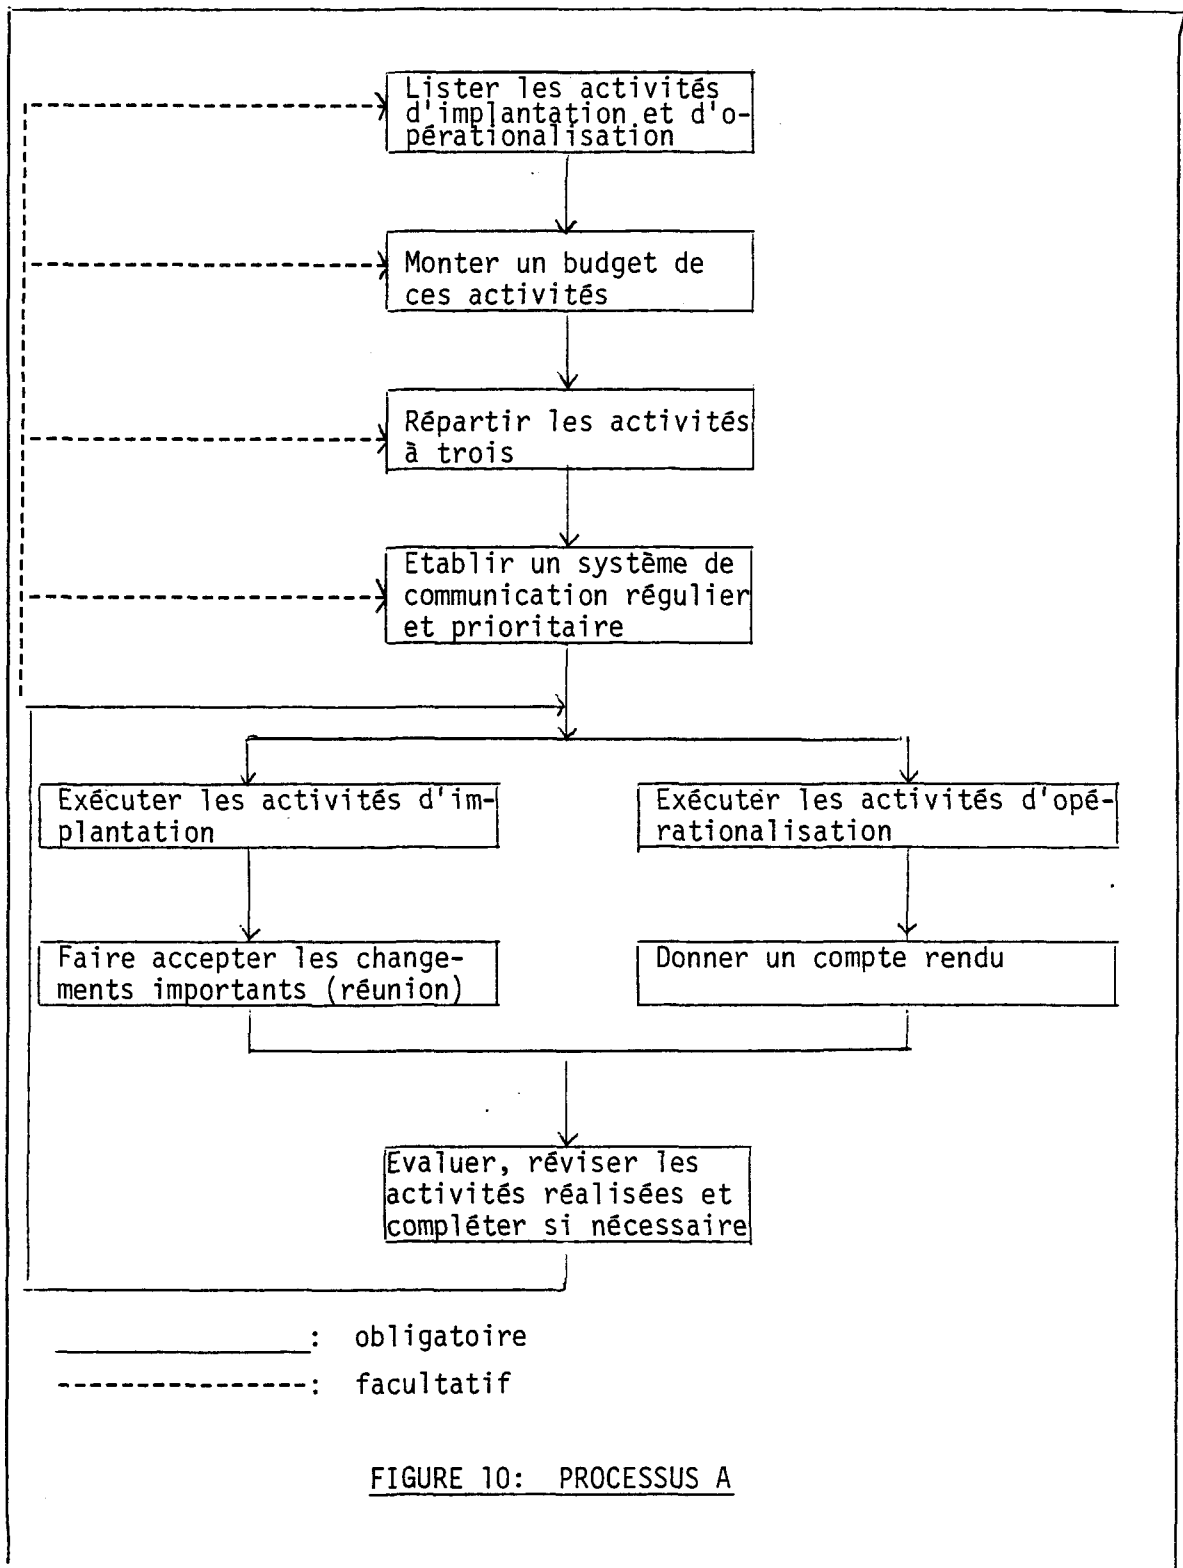 Lister les activités
d'implantation et d'o-
pérationalisation
Monter un budget de
ces activités
Répartir les activités
à trois
Etablir un système de
communication régulier
et prioritaire
Exécuter les activités d'im-
plantation
Exécuter les activités d'opé-
rationalisation
Faire accepter les change-
ments importants (réunion)
Donner un compte rendu
Evaluer, réviser les
activités réalisées et
compléter si nécessaire
: obligatoire
: facultatif
FIGURE 10: PROCESSUS A